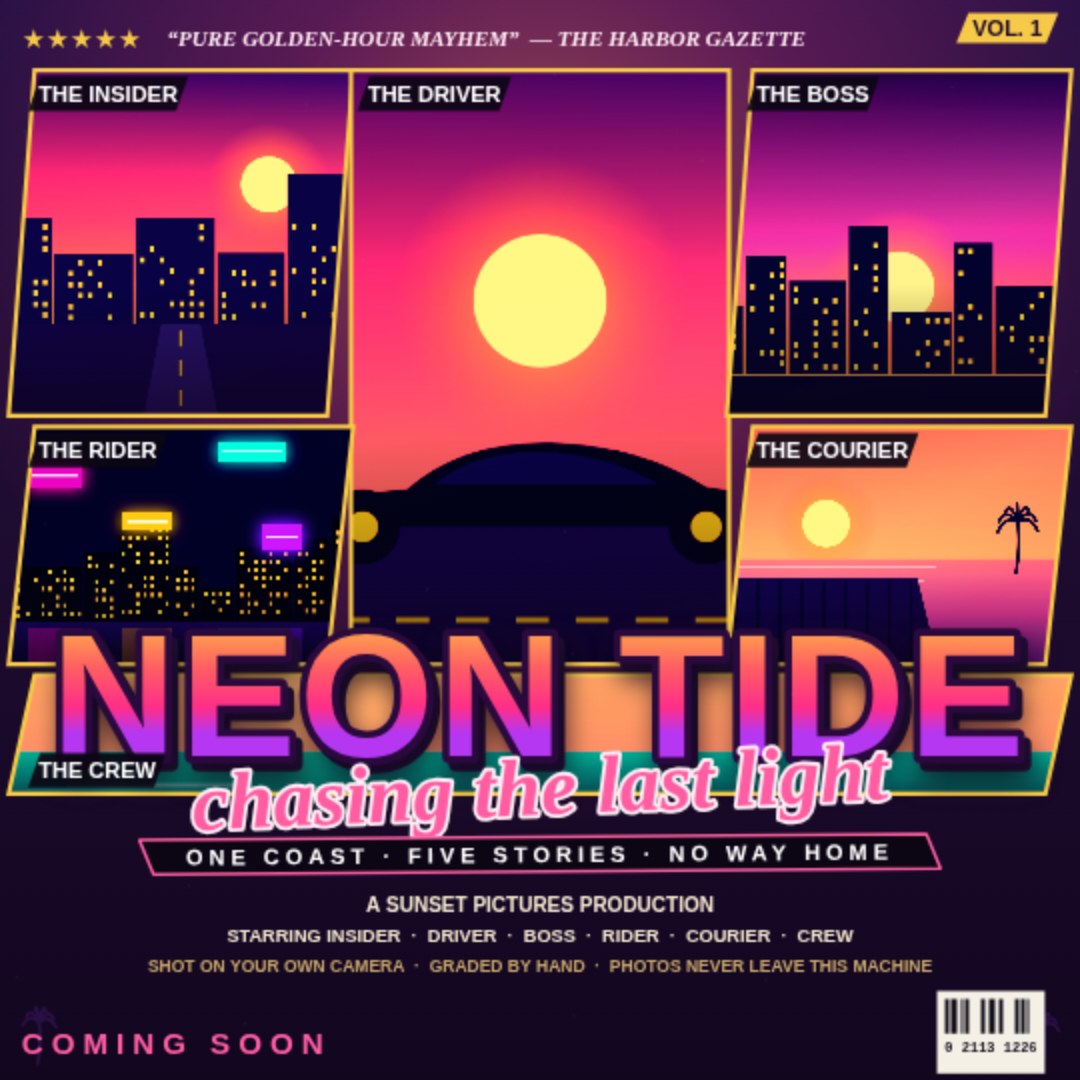 ★★★★★ “PURE GOLDEN-HOUR MAYHEM” — THE HARBOR GAZETTE
VOL. 1
THE INSIDER
THE DRIVER
THE BOSS
THE RIDER
THE COURIER
NEON TIDE
THE CREW
chasing the last light
ONE COAST · FIVE STORIES · NO WAY HOME
A SUNSET PICTURES PRODUCTION
STARRING INSIDER · DRIVER · BOSS · RIDER · COURIER · CREW
SHOT ON YOUR OWN CAMERA · GRADED BY HAND · PHOTOS NEVER LEAVE THIS MACHINE
COMING SOON
0 2113 1226